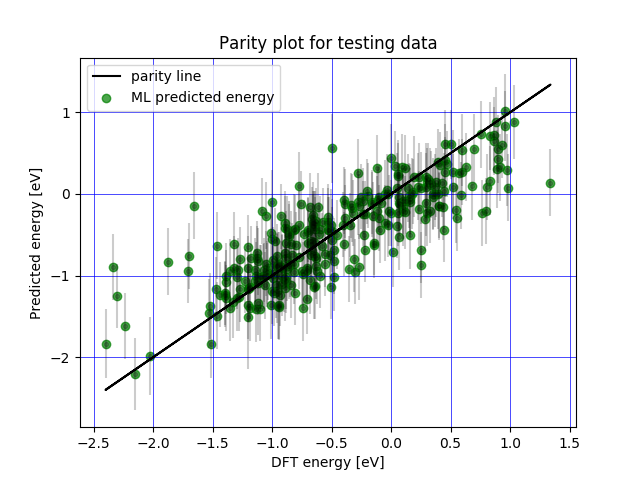 Parity plot for testing data
parity line
ML predicted energy
Predicted energy [eV]
1
0
−1
−2
−2.5 −2.0 −1.5 −1.0 −0.5 0.0 0.5 1.0 1.5
DFT energy [eV]